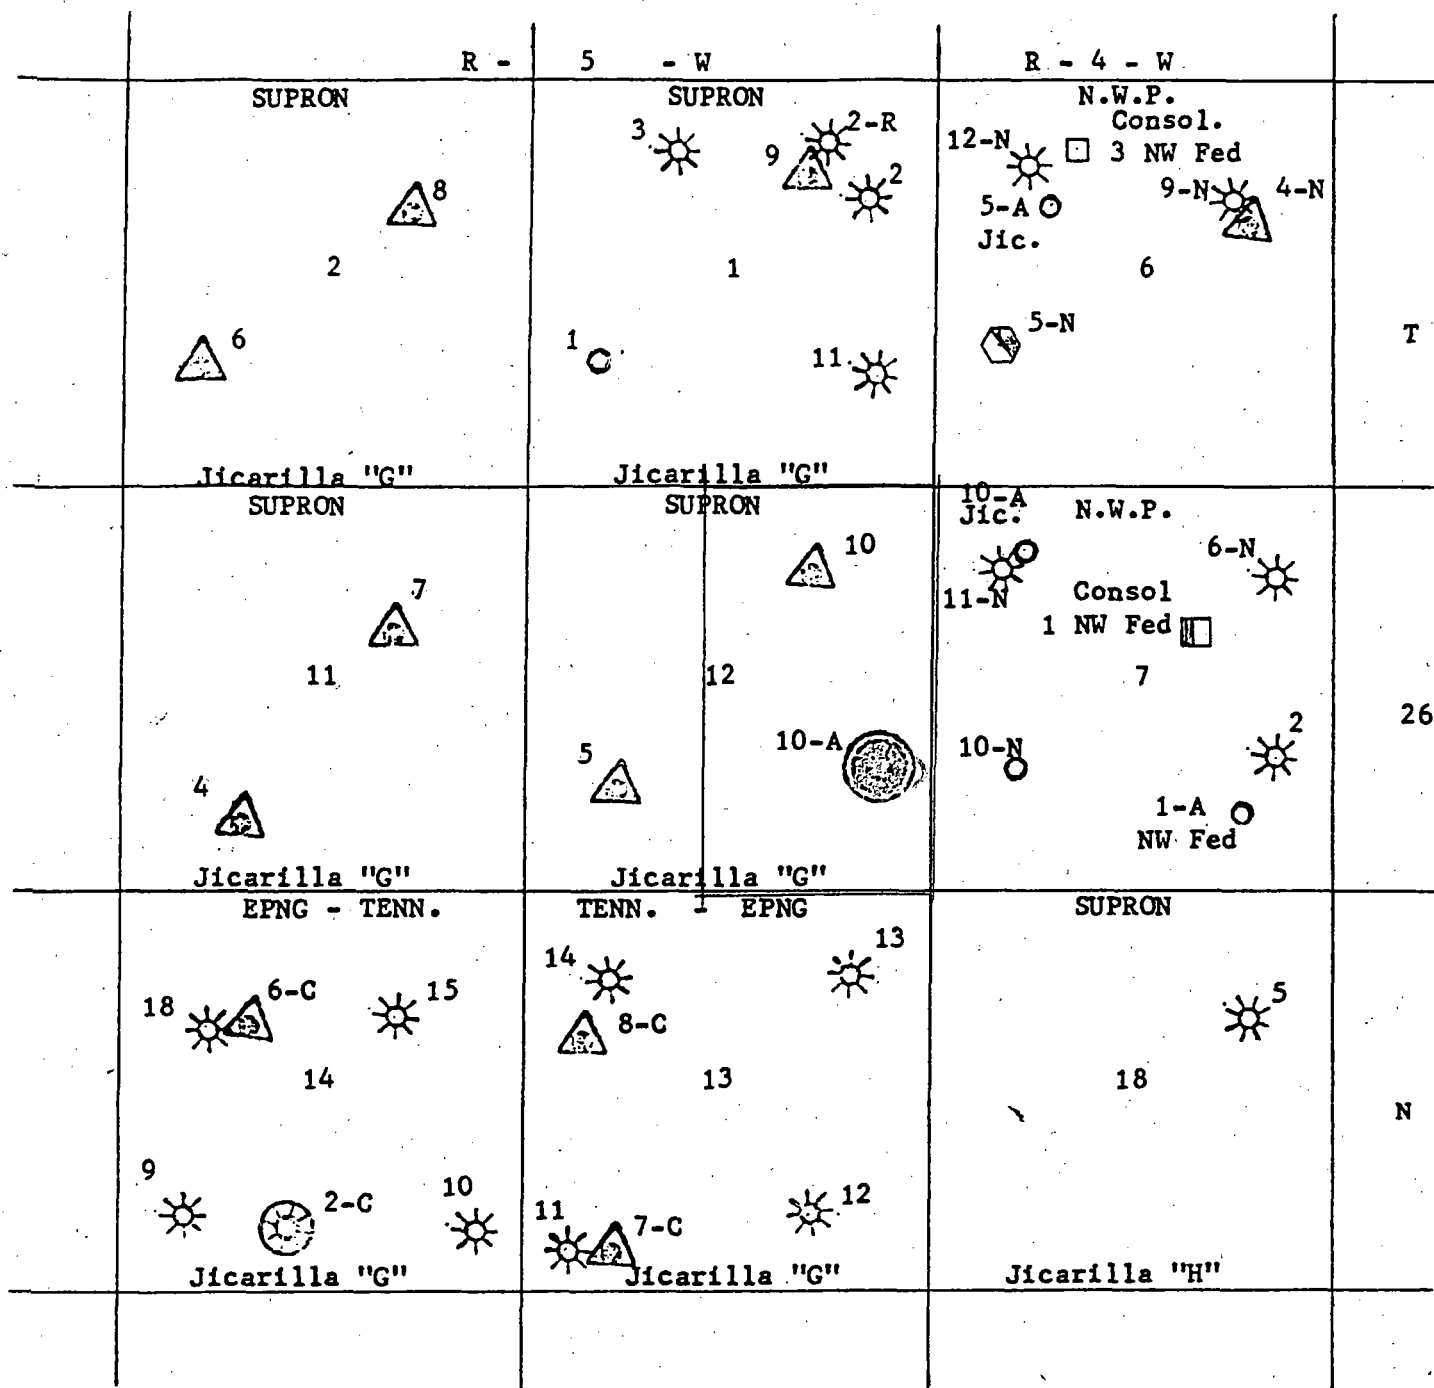 R - 5 - W
R - 4 - W
SUPRON
3
9
2-R
2
8
2
6
1
1
11
Jicarilla "G"
SUPRON
Jicarilla "G"
N.W.P.
Consol.
12-N
3 NW Fed
9-N
4-N
5-A
Jic.
6
5-N
T
SUPRON
7
11
4
Jicarilla "G"
SUPRON
10
12
10-A
5
Jicarilla "G"
10-A
Jic.
N.W.P.
6-N
11-N
Consol
1 NW Fed
7
10-N
2
1-A
NW Fed
26
EPNG - TENN.
18
6-C
15
14
9
2-C
10
Jicarilla "G"
TENN. - EPNG
14
13
8-C
13
11
7-C
12
Jicarilla "G"
SUPRON
5
18
Jicarilla "H"
N